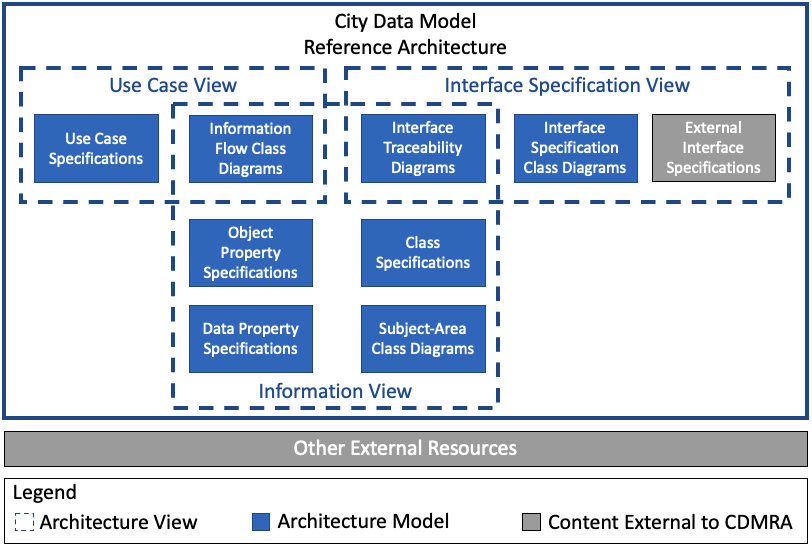 City Data Model
Reference Architecture
Use Case View
Interface Specification View
Use Case
Specifications
Information
Flow Class
Diagrams
Interface
Traceability
Diagrams
Interface
Specification
Class Diagrams
External
Interface
Specifications
Object
Property
Specifications
Class
Specifications
Data Property
Specifications
Subject-Area
Class Diagrams
Information View
Other External Resources
Legend
Architecture View
Architecture Model
Content External to CDMRA